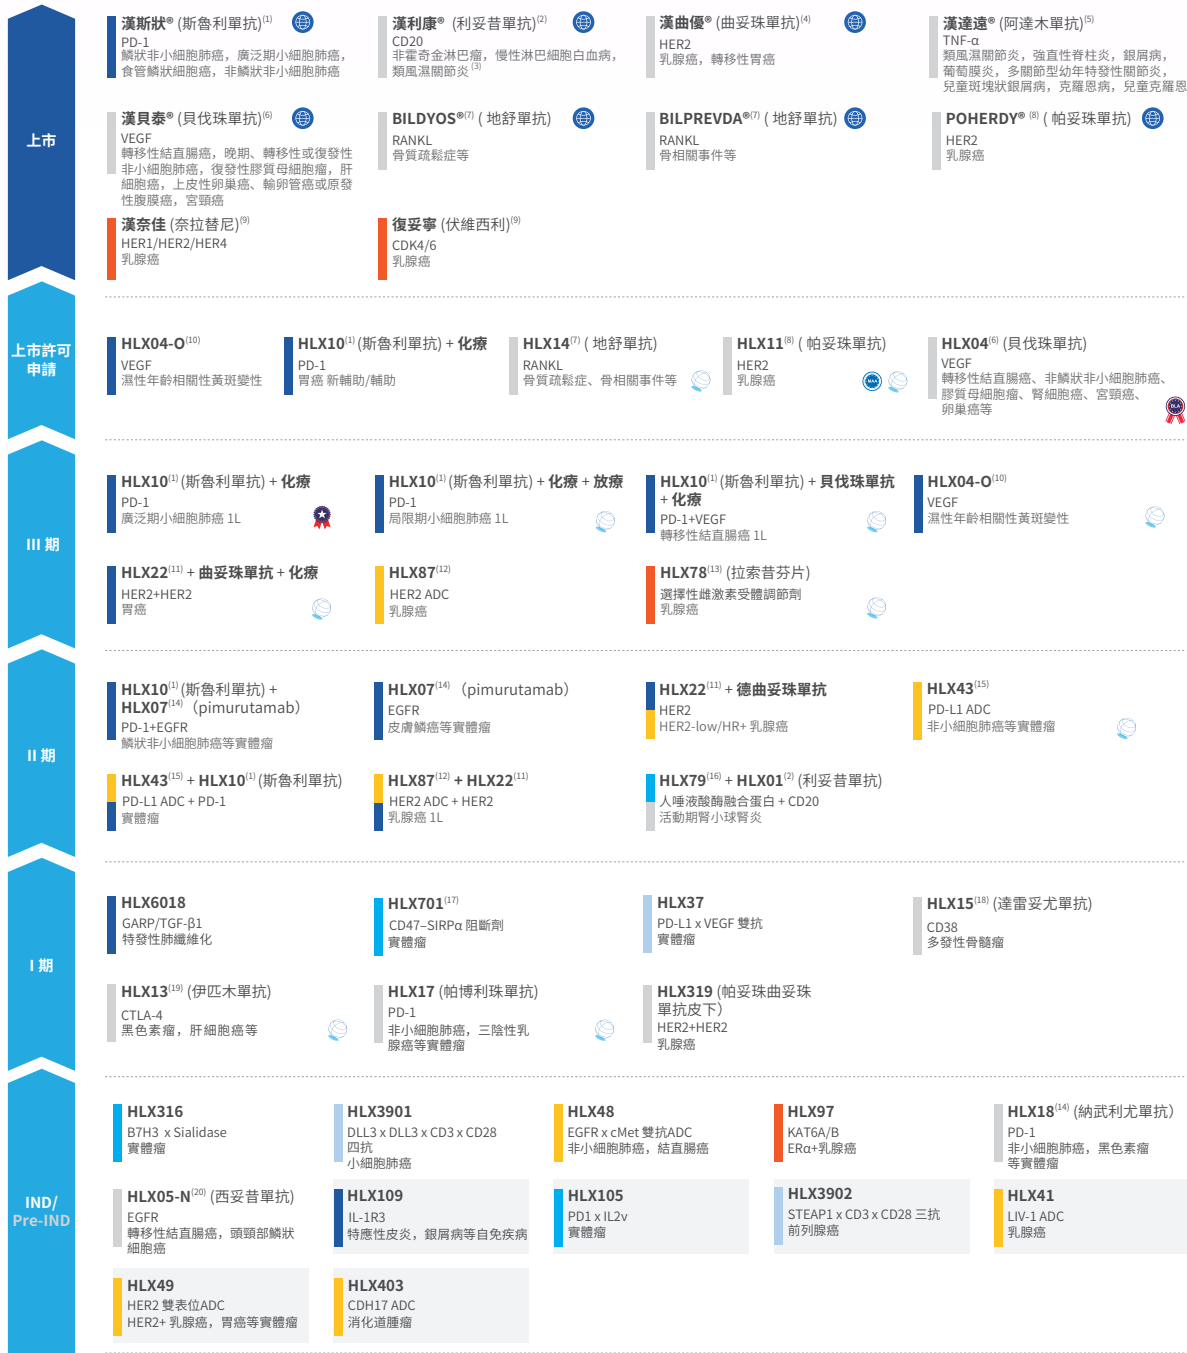 上市
漢斯狀® (斯魯利單抗)(1)
PD-1
鱗狀非小細胞肺癌，廣泛期小細胞肺癌，
食管鱗狀細胞癌，非鱗狀非小細胞肺癌
漢利康® (利妥昔單抗)(2)
CD20
非霍奇金淋巴瘤，慢性淋巴細胞白血病，
類風濕關節炎(3)
漢曲優® (曲妥珠單抗)(4)
HER2
乳腺癌，轉移性胃癌
漢達遠® (阿達木單抗)(5)
TNF-α
類風濕關節炎，強直性脊柱炎，銀屑病，
葡萄膜炎，多關節型幼年特發性關節炎，
兒童斑塊狀銀屑病，克羅恩病，兒童克羅恩
漢貝泰® (貝伐珠單抗)(6)
VEGF
轉移性結直腸癌，晚期、轉移性或復發性
非小細胞肺癌，復發性膠質母細胞瘤，肝
細胞癌，上皮性卵巢癌、輸卵管癌或原發
性腹膜癌，宮頸癌
BILDYOS®(7) ( 地舒單抗)
RANKL
骨質疏鬆症等
BILPREVDA®(7) ( 地舒單抗)
RANKL
骨相關事件等
POHERDY® (8) ( 帕妥珠單抗)
HER2
乳腺癌
漢奈佳 (奈拉替尼)(9)
HER1/HER2/HER4
乳腺癌
復妥寧 (伏維西利)(9)
CDK4/6
乳腺癌
上市許可
申請
HLX04-O(10)
VEGF
濕性年齡相關性黃斑變性
HLX10(1) (斯魯利單抗) + 化療
PD-1
胃癌 新輔助/輔助
HLX14(7) ( 地舒單抗)
RANKL
骨質疏鬆症、骨相關事件等
HLX11(8) ( 帕妥珠單抗)
HER2
乳腺癌
MAA
HLX04(6) (貝伐珠單抗)
VEGF
轉移性結直腸癌、非鱗狀非小細胞肺癌、
膠質母細胞瘤、腎細胞癌、宮頸癌、
卵巢癌等
BLA
III 期
HLX10(1) (斯魯利單抗) + 化療
PD-1
廣泛期小細胞肺癌 1L
HLX10(1) (斯魯利單抗) + 化療 + 放療
PD-1
局限期小細胞肺癌 1L
HLX10(1) (斯魯利單抗) + 貝伐珠單抗
+ 化療
PD-1+VEGF
轉移性結直腸癌 1L
HLX04-O(10)
VEGF
濕性年齡相關性黃斑變性
HLX22(11) + 曲妥珠單抗 + 化療
HER2+HER2
胃癌
HLX87(12)
HER2 ADC
乳腺癌
HLX78(13) (拉索昔芬片)
選擇性雌激素受體調節劑
乳腺癌
II 期
HLX10(1) (斯魯利單抗) +
HLX07(14)（pimurutamab）
PD-1+EGFR
鱗狀非小細胞肺癌等實體瘤
HLX07(14) （pimurutamab）
EGFR
皮膚鱗癌等實體瘤
HLX22(11) + 德曲妥珠單抗
HER2
HER2-low/HR+ 乳腺癌
HLX43(15)
PD-L1 ADC
非小細胞肺癌等實體瘤
HLX43(15) + HLX10(1) (斯魯利單抗)
PD-L1 ADC + PD-1
實體瘤
HLX87(12) + HLX22(11)
HER2 ADC + HER2
乳腺癌 1L
HLX79(16) + HLX01(2) (利妥昔單抗)
人唾液酸酶融合蛋白 + CD20
活動期腎小球腎炎
I 期
HLX6018
GARP/TGF-β1
特發性肺纖維化
HLX701(17)
CD47–SIRPα 阻斷劑
實體瘤
HLX37
PD-L1 x VEGF 雙抗
實體瘤
HLX15(18) (達雷妥尤單抗)
CD38
多發性骨髓瘤
HLX13(19) (伊匹木單抗)
CTLA-4
黑色素瘤，肝細胞癌等
HLX17 (帕博利珠單抗)
PD-1
非小細胞肺癌，三陰性乳
腺癌等實體瘤
HLX319 (帕妥珠曲妥珠
單抗皮下)
HER2+HER2
乳腺癌
IND/
Pre-IND
HLX316
B7H3 x Sialidase
實體瘤
HLX3901
DLL3 x DLL3 x CD3 x CD28
四抗
小細胞肺癌
HLX48
EGFR x cMet 雙抗ADC
非小細胞肺癌，結直腸癌
HLX97
KAT6A/B
ERα+乳腺癌
HLX18(14) (納武利尤單抗）
PD-1
非小細胞肺癌，黑色素瘤
等實體瘤
HLX05-N(20) (西妥昔單抗)
EGFR
轉移性結直腸癌，頭頸部鱗狀
細胞癌
HLX109
IL-1R3
特應性皮炎，銀屑病等自免疾病
HLX105
PD1 x IL2v
實體瘤
HLX3902
STEAP1 x CD3 x CD28 三抗
前列腺癌
HLX41
LIV-1 ADC
乳腺癌
HLX49
HER2 雙表位ADC
HER2+ 乳腺癌，胃癌等實體瘤
HLX403
CDH17 ADC
消化道腫瘤